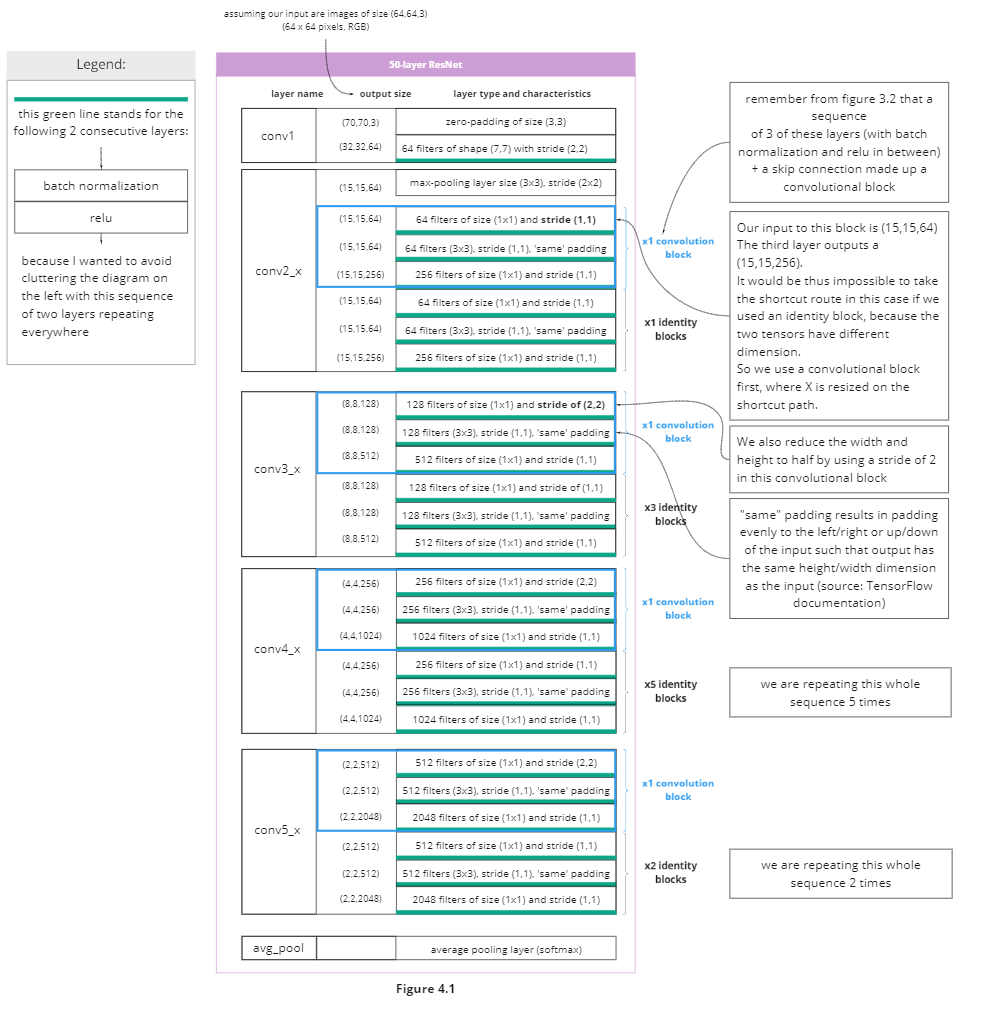 assuming our input are images of size (64,64,3)
(64 x 64 pixels, RGB)
Legend:
this green line stands for the
following 2 consecutive layers:
batch normalization
relu
because I wanted to avoid
cluttering the diagram on
the left with this sequence
of two layers repeating
everywhere
50-layer ResNet
layer name output size layer type and characteristics
conv1
(70,70,3) zero-padding of size (3,3)
(32,32,64) 64 filters of shape (7,7) with stride (2,2)
conv2_x
(15,15,64) max-pooling layer size (3x3), stride (2x2)
(15,15,64) 64 filters of size (1x1) and stride (1,1)
(15,15,64) 64 filters (3x3), stride (1,1), 'same' padding
(15,15,256) 256 filters of size (1x1) and stride (1,1)
x1 convolution
block
(15,15,64) 64 filters of size (1x1) and stride (1,1)
(15,15,64) 64 filters (3x3), stride (1,1), 'same' padding
(15,15,256) 256 filters of size (1x1) and stride (1,1)
x1 identity
blocks
conv3_x
(8,8,128) 128 filters of size (1x1) and stride of (2,2)
(8,8,128) 128 filters (3x3), stride (1,1), 'same' padding
(8,8,512) 512 filters of size (1x1) and stride (1,1)
x1 convolution
block
(8,8,128) 128 filters of size (1x1) and stride of (1,1)
(8,8,128) 128 filters (3x3), stride (1,1), 'same' padding
(8,8,512) 512 filters of size (1x1) and stride (1,1)
x3 identity
blocks
conv4_x
(4,4,256) 256 filters of size (1x1) and stride (2,2)
(4,4,256) 256 filters (3x3), stride (1,1), 'same' padding
(4,4,1024) 1024 filters of size (1x1) and stride (1,1)
x1 convolution
block
(4,4,256) 256 filters of size (1x1) and stride (1,1)
(4,4,256) 256 filters (3x3), stride (1,1), 'same' padding
(4,4,1024) 1024 filters of size (1x1) and stride (1,1)
x5 identity
blocks
conv5_x
(2,2,512) 512 filters of size (1x1) and stride (2,2)
(2,2,512) 512 filters (3x3), stride (1,1), 'same' padding
(2,2,2048) 2048 filters of size (1x1) and stride (1,1)
x1 convolution
block
(2,2,512) 512 filters of size (1x1) and stride (1,1)
(2,2,512) 512 filters (3x3), stride (1,1), 'same' padding
(2,2,2048) 2048 filters of size (1x1) and stride (1,1)
x2 identity
blocks
avg_pool average pooling layer (softmax)
remember from figure 3.2 that a
sequence
of 3 of these layers (with batch
normalization and relu in between)
+ a skip connection made up a
convolutional block
Our input to this block is (15,15,64)
The third layer outputs a
(15,15,256).
It would be thus impossible to take
the shortcut route in this case if we
used an identity block, because the
two tensors have different
dimension.
So we use a convolutional block
first, where X is resized on the
shortcut path.
We also reduce the width and
height to half by using a stride of 2
in this convolutional block
"same" padding results in padding
evenly to the left/right or up/down
of the input such that output has
the same height/width dimension
as the input (source: TensorFlow
documentation)
we are repeating this whole
sequence 5 times
we are repeating this whole
sequence 2 times
Figure 4.1